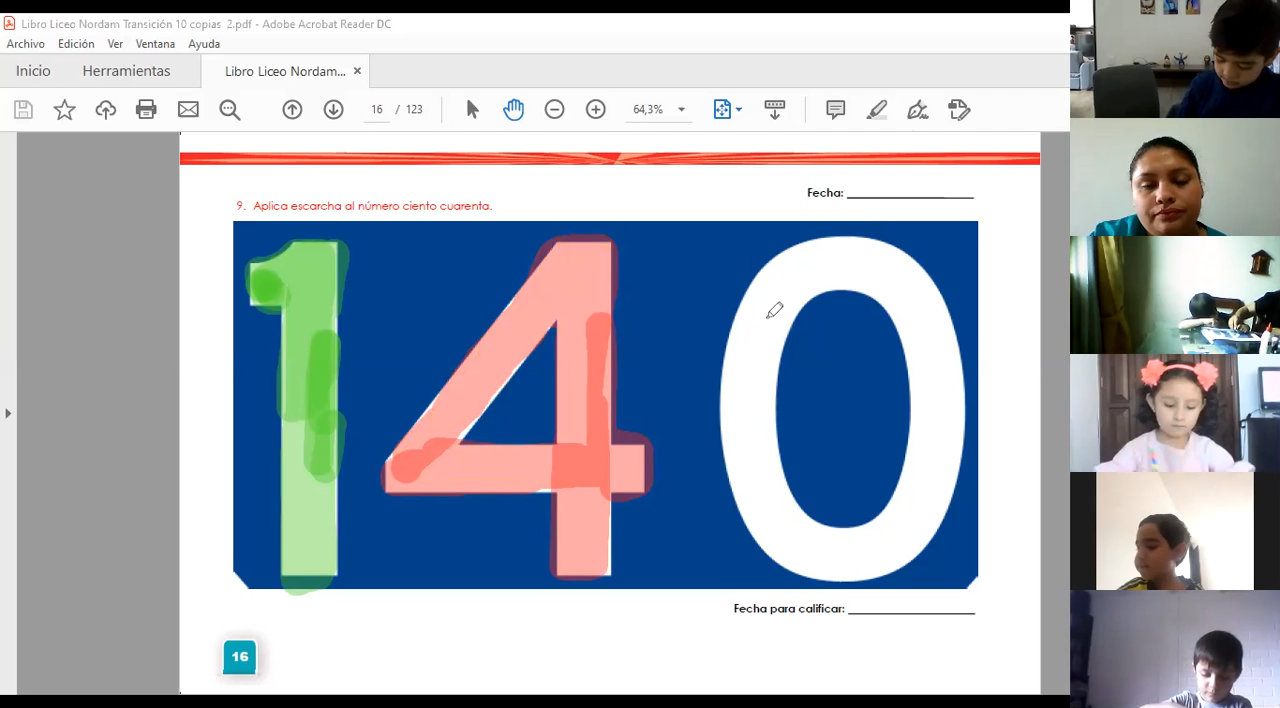 Libro Liceo Nordam Transición 10 copias 2.pdf - Adobe Acrobat Reader DC
Archivo Edición Ver Ventana Ayuda
Inicio Herramientas Libro Liceo Nordam... ×
16 / 123 64,3%
Fecha:
9. Aplica escarcha al número ciento cuarenta.
140
Fecha para calificar:
16